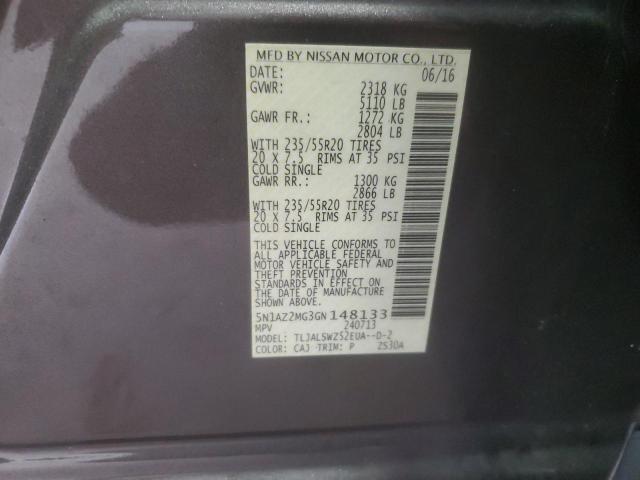 MFD BY NISSAN MOTOR CO., LTD.
DATE: 06/16
GVWR: 2318 KG
5110 LB
GAWR FR.: 1272 KG
2804 LB
WITH 235/55R20 TIRES
20 X 7.5 RIMS AT 35 PSI
COLD SINGLE
GAWR RR.: 1300 KG
2866 LB
WITH 235/55R20 TIRES
20 X 7.5 RIMS AT 35 PSI
COLD SINGLE
THIS VEHICLE CONFORMS TO
ALL APPLICABLE FEDERAL
MOTOR VEHICLE SAFETY AND
THEFT PREVENTION
STANDARDS IN EFFECT ON THE
DATE OF MANUFACTURE
SHOWN ABOVE.
5N1AZ2MG3GN148133
MPV 240713
MODEL: TLJAL5WZS2EUA--D-2
COLOR: CAJ TRIM: P ZS30A